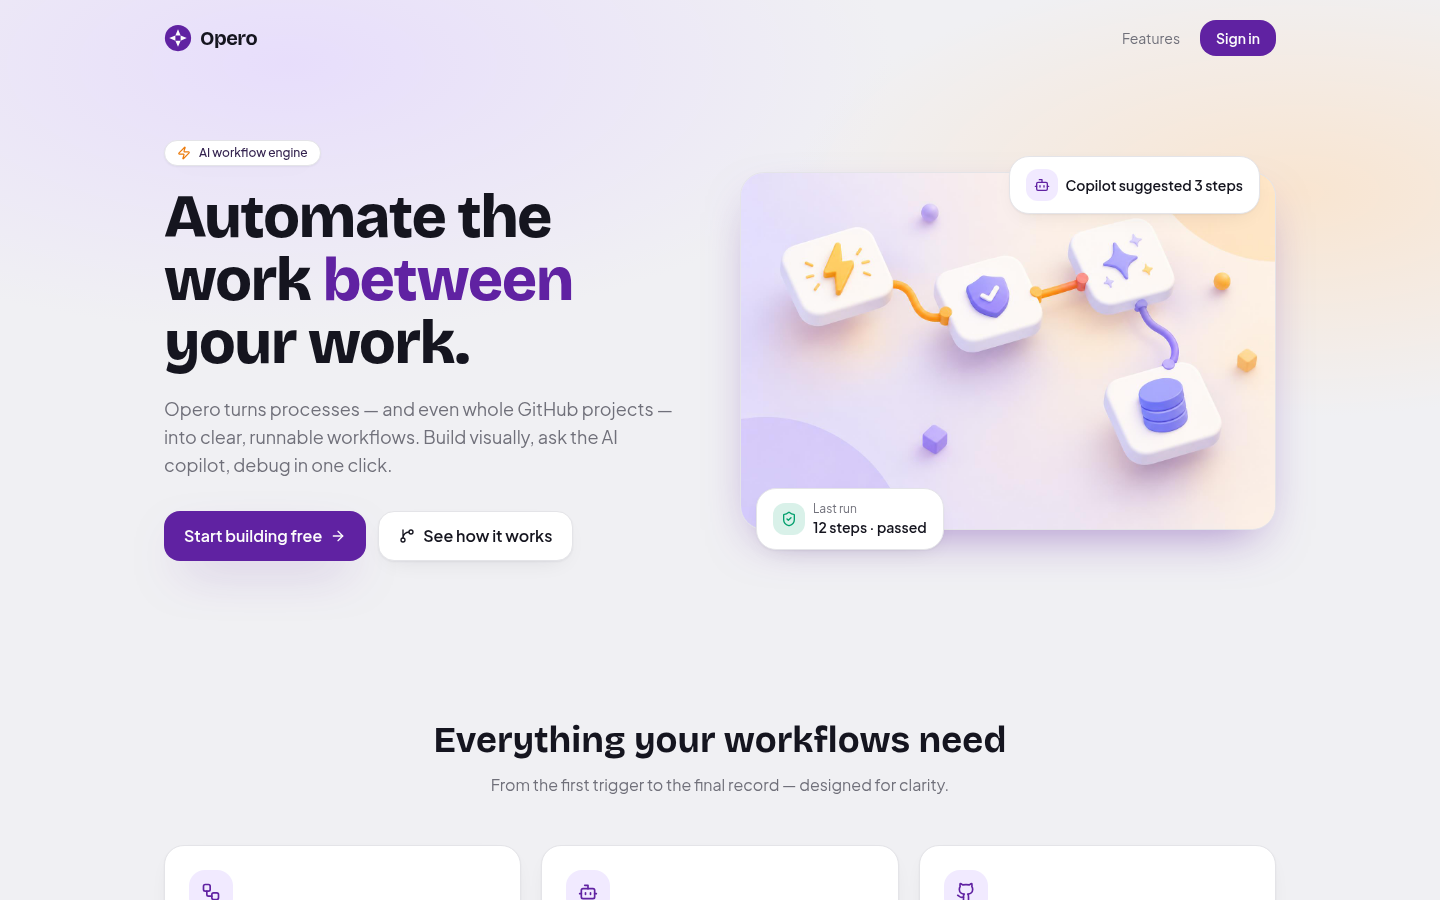 Opero
Features
Sign in
AI workflow engine
Automate the
work between
your work.
Opero turns processes — and even whole GitHub projects —
into clear, runnable workflows. Build visually, ask the AI
copilot, debug in one click.
Start building free
See how it works
Copilot suggested 3 steps
Last run
12 steps · passed
Everything your workflows need
From the first trigger to the final record — designed for clarity.